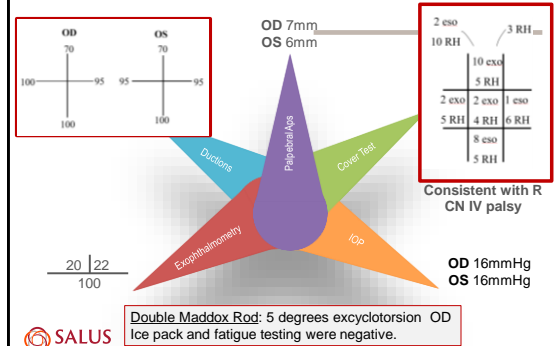 OD OS
70 70
100 95 95
100 100
OD 7mm
OS 6mm
2 eso 3 RH
10 RH
10 exo
5 RH
2 exo 2 exo 1 eso
5 RH 4 RH 6 RH
8 eso
5 RH
Consistent with R
CN IV palsy
Ductions
Palpebral Aps
Cover Test
Exophthalmometry
IOP
20 22
100
OD 16mmHg
OS 16mmHg
Double Maddox Rod: 5 degrees excyclotorsion OD
Ice pack and fatigue testing were negative.
SALUS